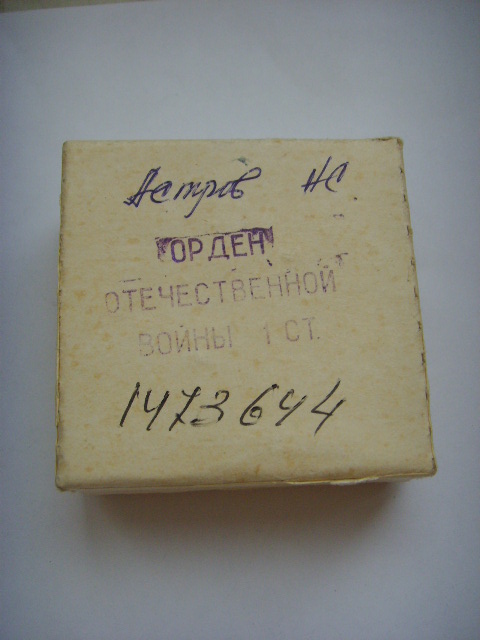 Астров НС
ОРДЕН
ОТЕЧЕСТВЕННОЙ
ВОЙНЫ 1 СТ.
1473644